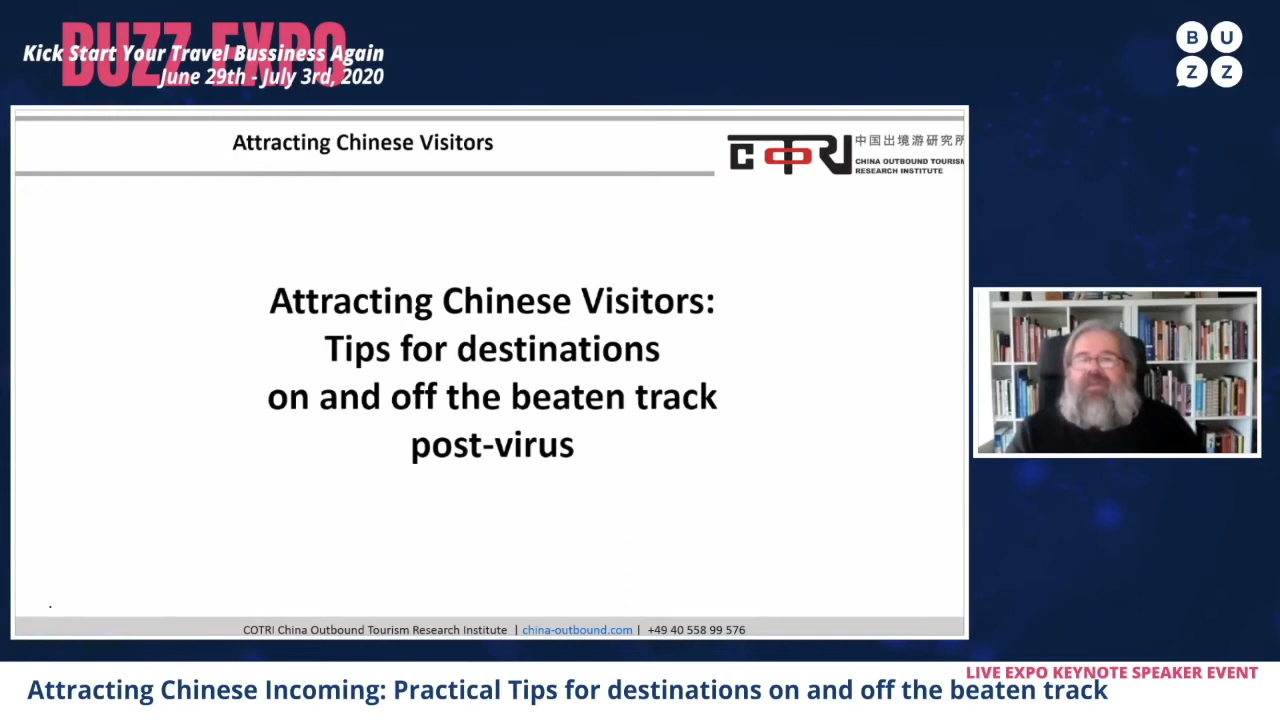 BUZZ EXPO
Kick Start Your Travel Bussiness Again
June 29th - July 3rd, 2020
B U
Z Z
Attracting Chinese Visitors
COTRI
中国出境游研究所
CHINA OUTBOUND TOURISM
RESEARCH INSTITUTE
Attracting Chinese Visitors:
Tips for destinations
on and off the beaten track
post-virus
.
COTRI China Outbound Tourism Research Institute | china-outbound.com | +49 40 558 99 576
LIVE EXPO KEYNOTE SPEAKER EVENT
Attracting Chinese Incoming: Practical Tips for destinations on and off the beaten track